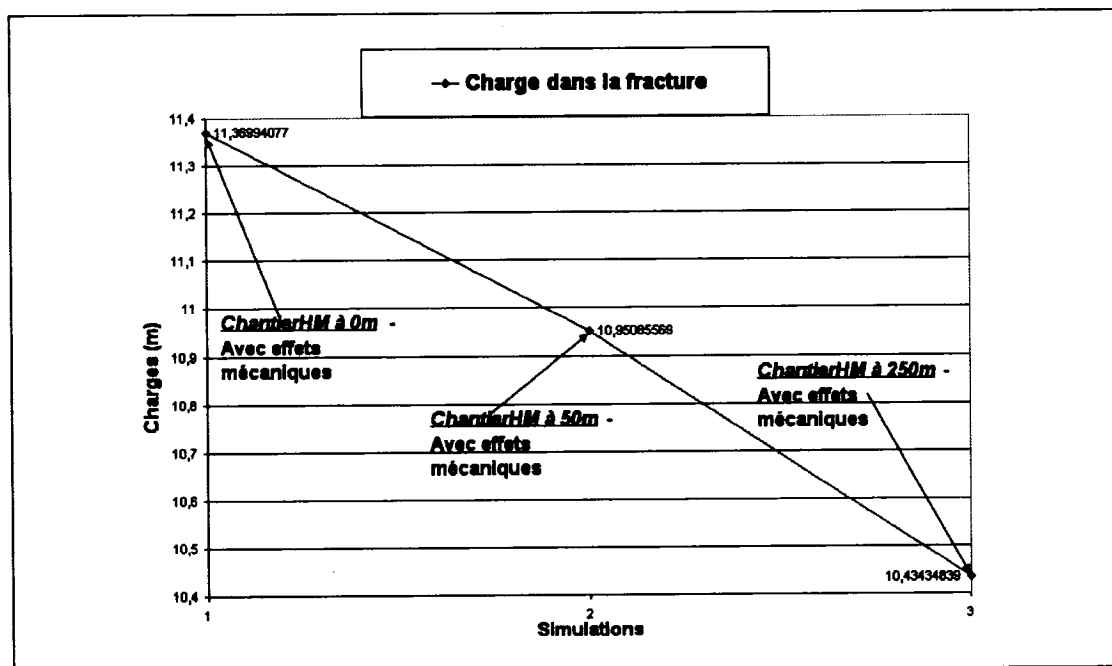 Charge dans la fracture
11,4
11,3
11,2
11,1
11
10,9
10,8
10,7
10,6
10,5
10,4
Charges (m)
11,36994077
ChantierHM à 0m -
Avec effets
mécaniques
10,95085568
ChantierHM à 50m -
Avec effets
mécaniques
ChantierHM à 250m -
Avec effets
mécaniques
10,43434839
1
2
3
Simulations